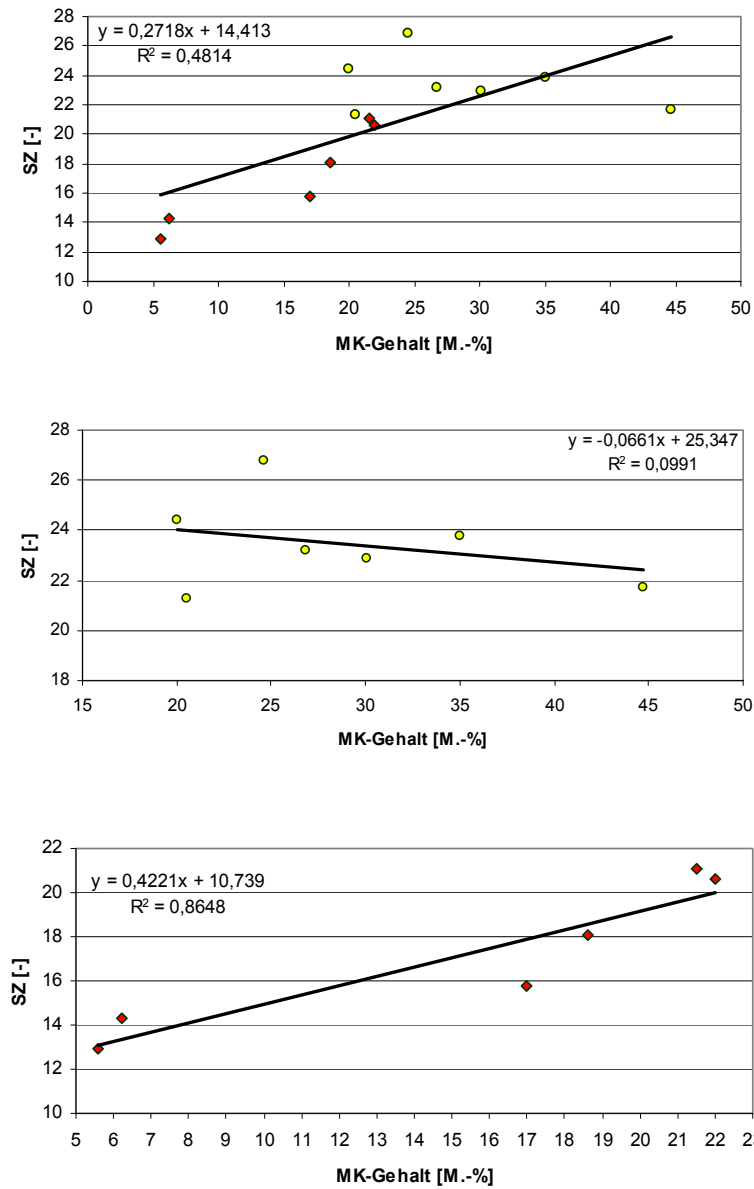 28
26
24
22
20
18
16
14
12
10
y = 0,2718x + 14,413
R² = 0,4814
SZ [-]
0 5 10 15 20 25 30 35 40 45 50
MK-Gehalt [M.-%]
28
26
24
22
20
18
y = -0,0661x + 25,347
R² = 0,0991
SZ [-]
15 20 25 30 35 40 45 50
MK-Gehalt [M.-%]
22
20
18
16
14
12
10
y = 0,4221x + 10,739
R² = 0,8648
SZ [-]
5 6 7 8 9 10 11 12 13 14 15 16 17 18 19 20 21 22
MK-Gehalt [M.-%]